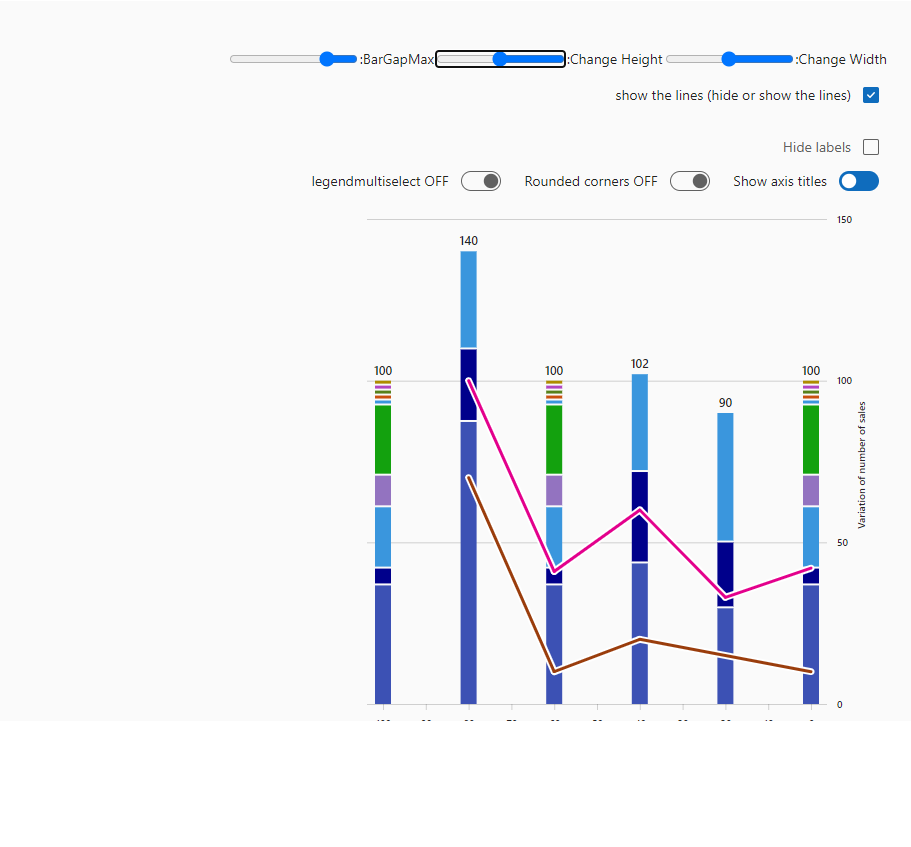 :BarGapMax :Change Height :Change Width
show the lines (hide or show the lines)
Hide labels
legendmultiselect OFF Rounded corners OFF Show axis titles
150
140
100 100 102 90 100
100
50
0
Variation of number of sales